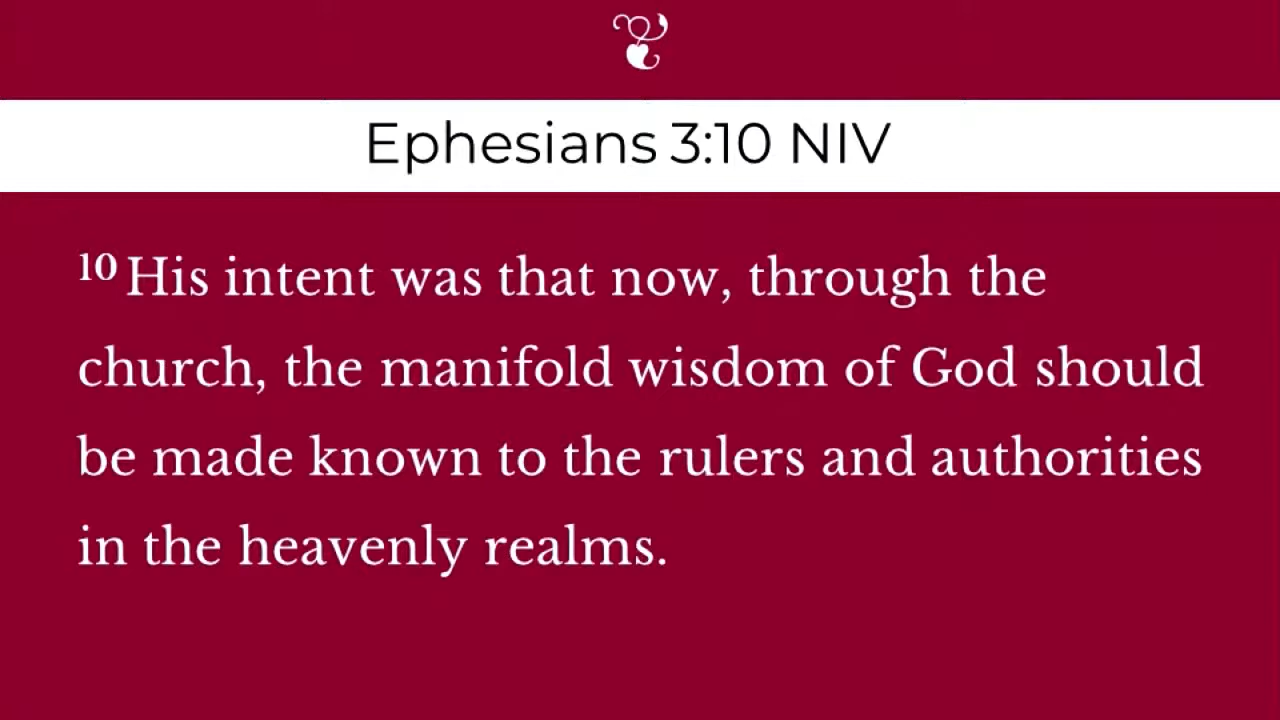 Ephesians 3:10 NIV
¹⁰ His intent was that now, through the
church, the manifold wisdom of God should
be made known to the rulers and authorities
in the heavenly realms.